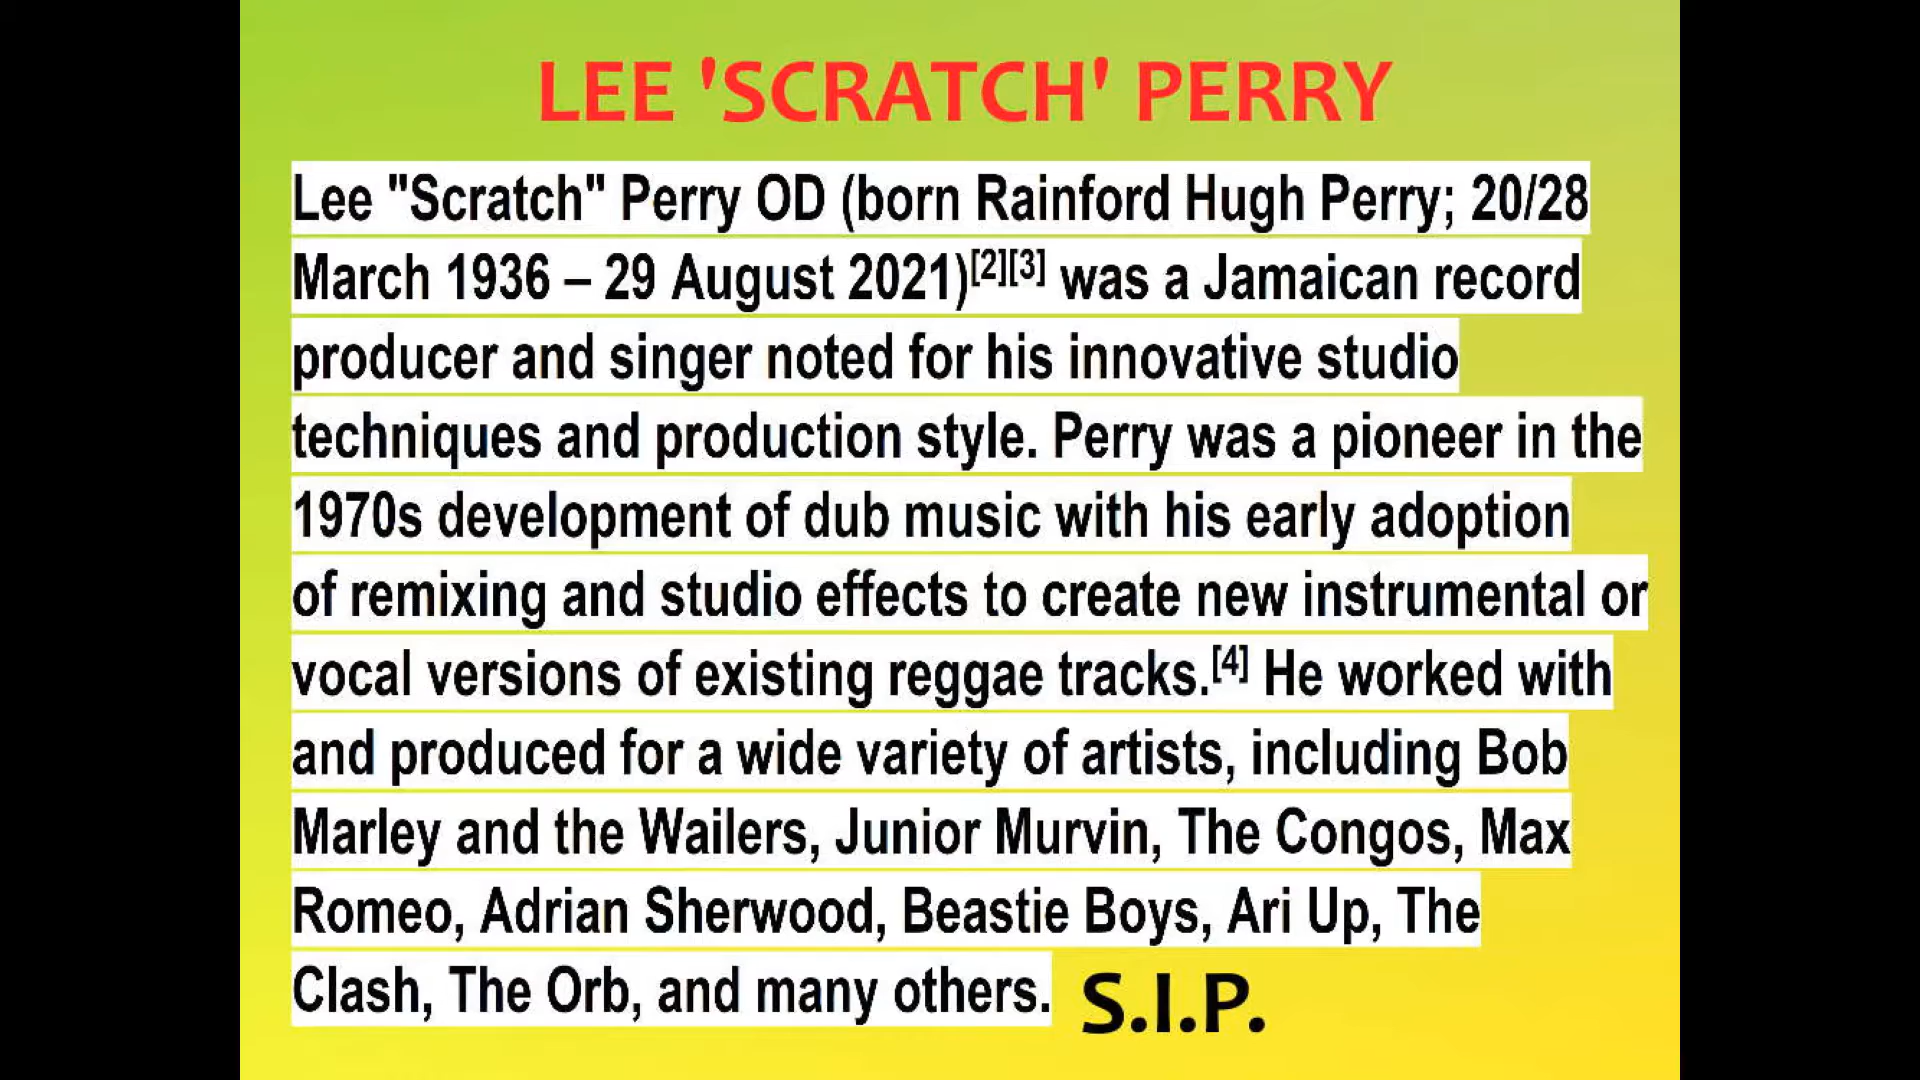 LEE 'SCRATCH' PERRY
Lee "Scratch" Perry OD (born Rainford Hugh Perry; 20/28
March 1936 – 29 August 2021)[2][3] was a Jamaican record
producer and singer noted for his innovative studio
techniques and production style. Perry was a pioneer in the
1970s development of dub music with his early adoption
of remixing and studio effects to create new instrumental or
vocal versions of existing reggae tracks.[4] He worked with
and produced for a wide variety of artists, including Bob
Marley and the Wailers, Junior Murvin, The Congos, Max
Romeo, Adrian Sherwood, Beastie Boys, Ari Up, The
Clash, The Orb, and many others. S.I.P.